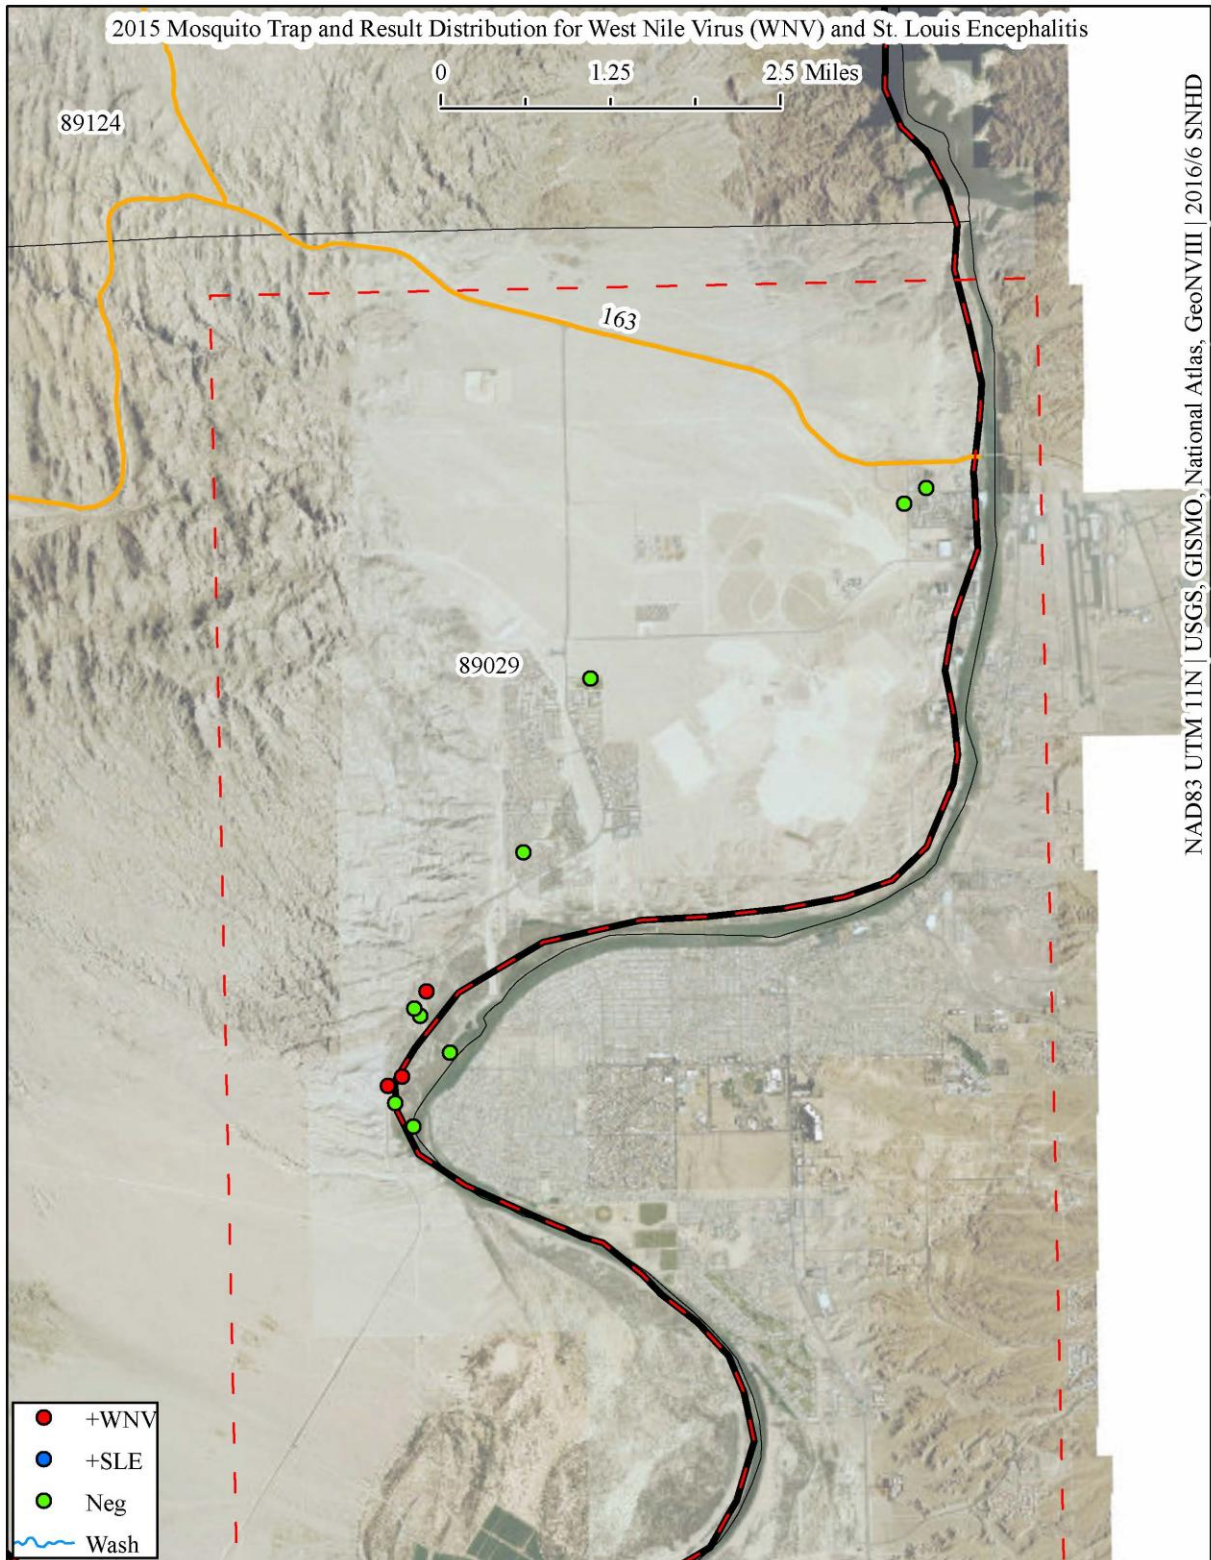 2015 Mosquito Trap and Result Distribution for West Nile Virus (WNV) and St. Louis Encephalitis
0 1.25 2.5 Miles
89124
163
89029
NAD83 UTM 11N | USGS, GISMO, National Atlas, GeoNVIII | 2016/6 SNHD
+WNV
+SLE
Neg
Wash